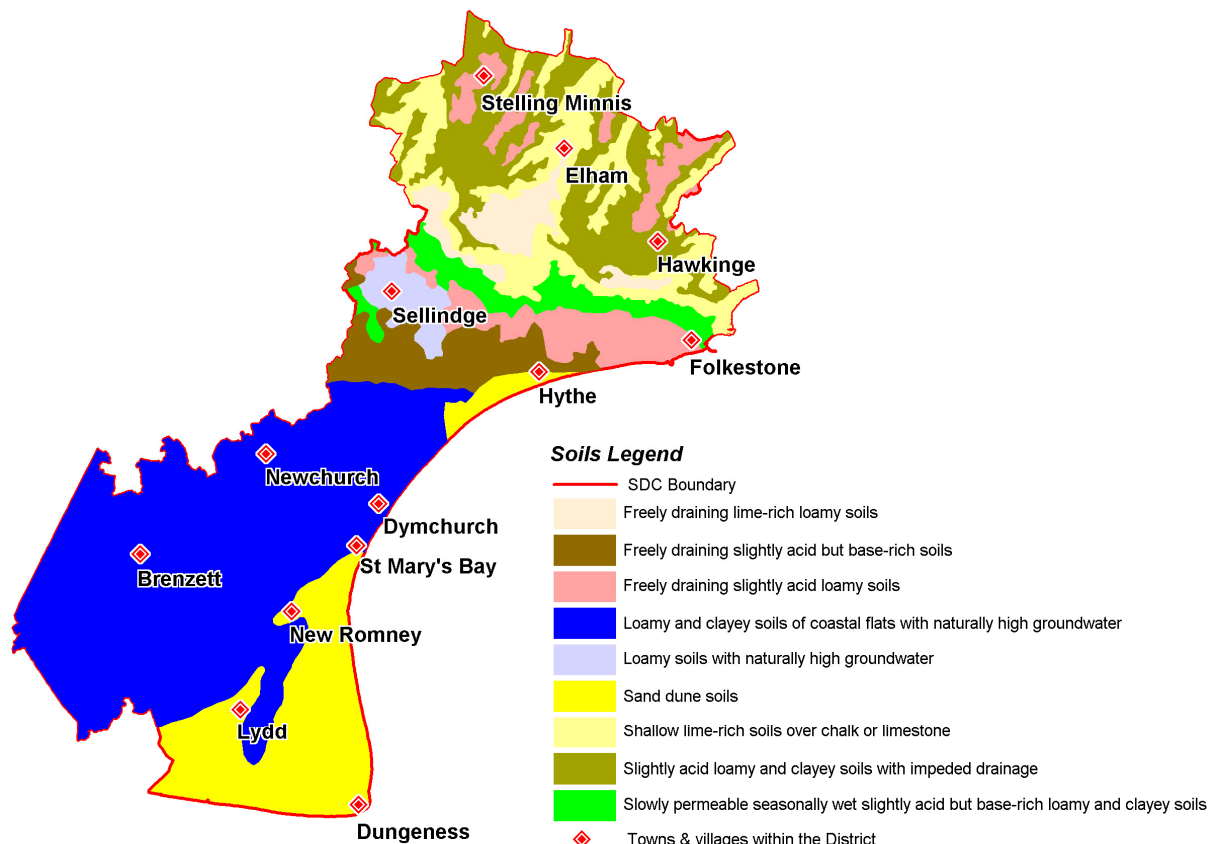 Stelling Minnis
Elham
Hawkinge
Sellindge
Folkestone
Hythe
Newchurch
Dymchurch
St Mary's Bay
Brenzett
New Romney
Lydd
Dungeness
Soils Legend
SDC Boundary
Freely draining lime-rich loamy soils
Freely draining slightly acid but base-rich soils
Freely draining slightly acid loamy soils
Loamy and clayey soils of coastal flats with naturally high groundwater
Loamy soils with naturally high groundwater
Sand dune soils
Shallow lime-rich soils over chalk or limestone
Slightly acid loamy and clayey soils with impeded drainage
Slowly permeable seasonally wet slightly acid but base-rich loamy and clayey soils
Towns & villages within the District